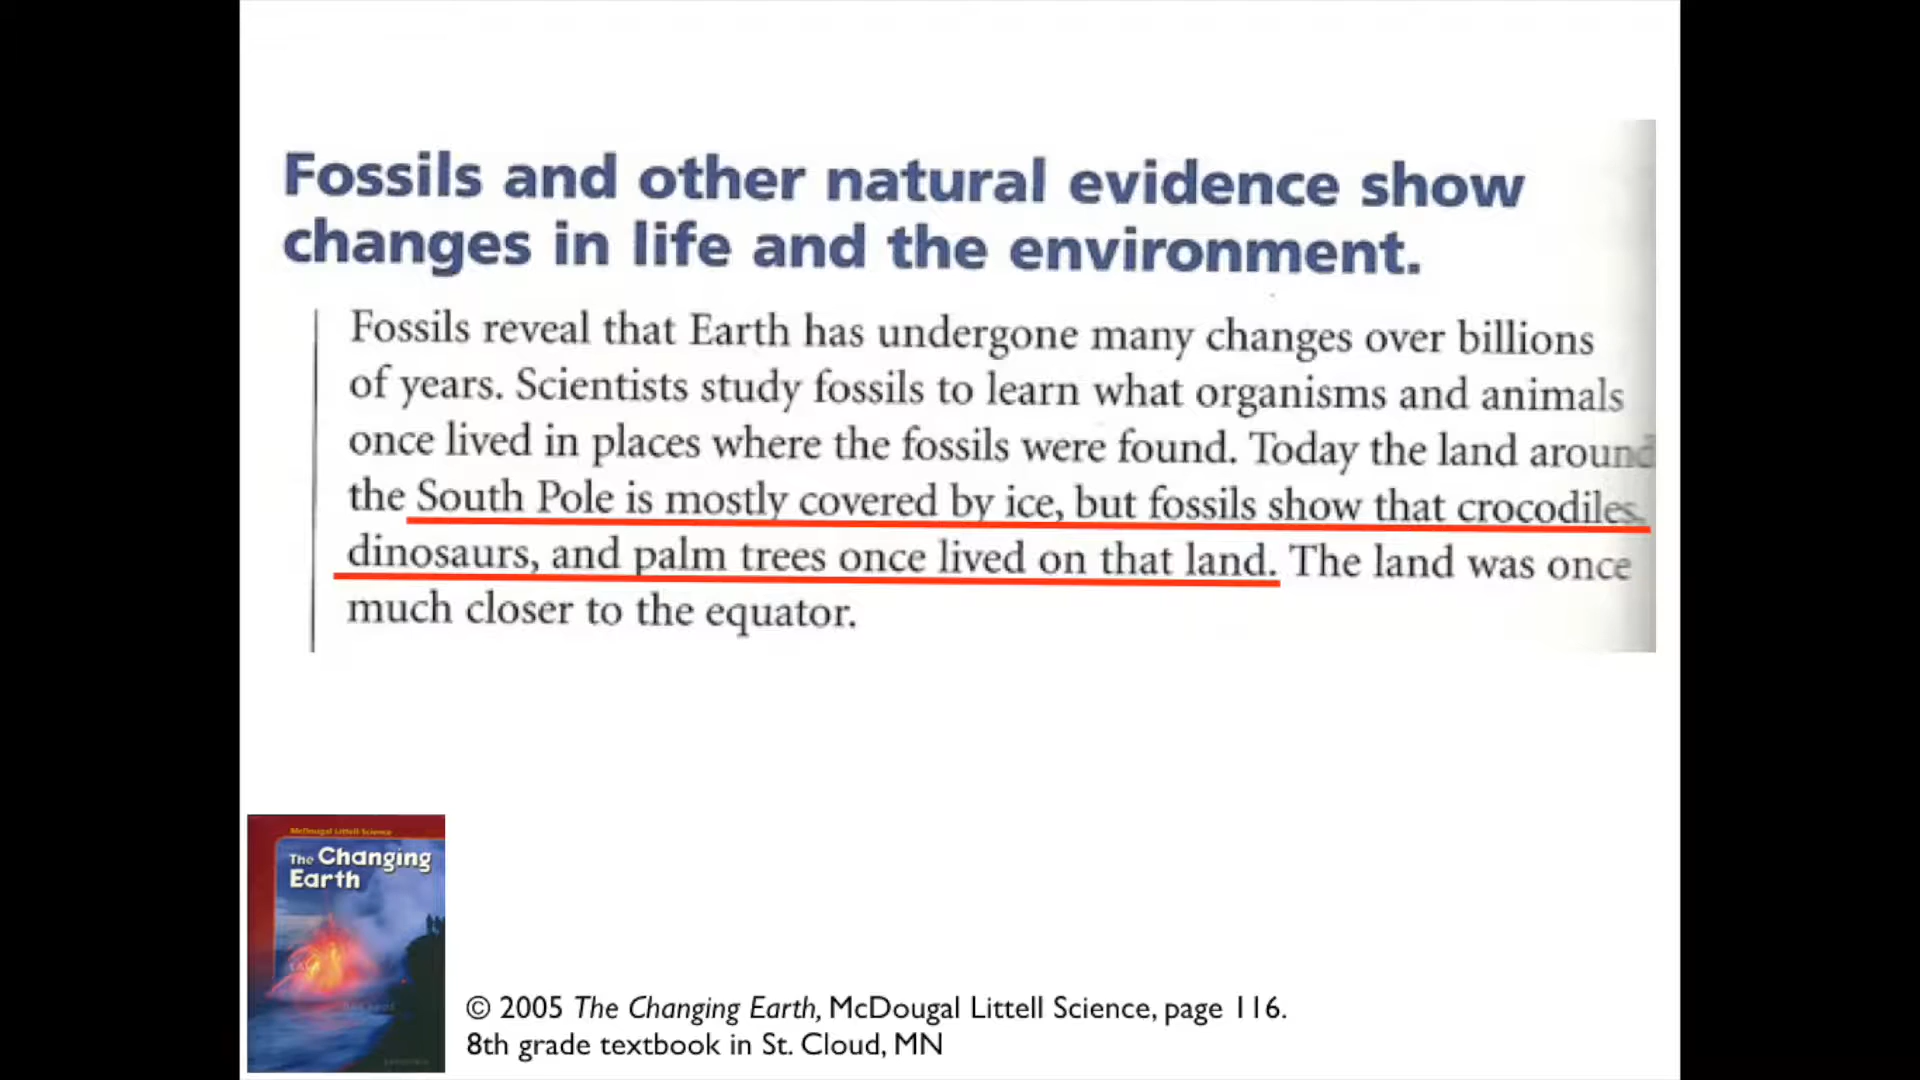 Fossils and other natural evidence show
changes in life and the environment.
Fossils reveal that Earth has undergone many changes over billions
of years. Scientists study fossils to learn what organisms and animals
once lived in places where the fossils were found. Today the land around
the South Pole is mostly covered by ice, but fossils show that crocodiles,
dinosaurs, and palm trees once lived on that land. The land was once
much closer to the equator.
McDougal Littell Science
The Changing
Earth
© 2005 The Changing Earth, McDougal Littell Science, page 116.
8th grade textbook in St. Cloud, MN